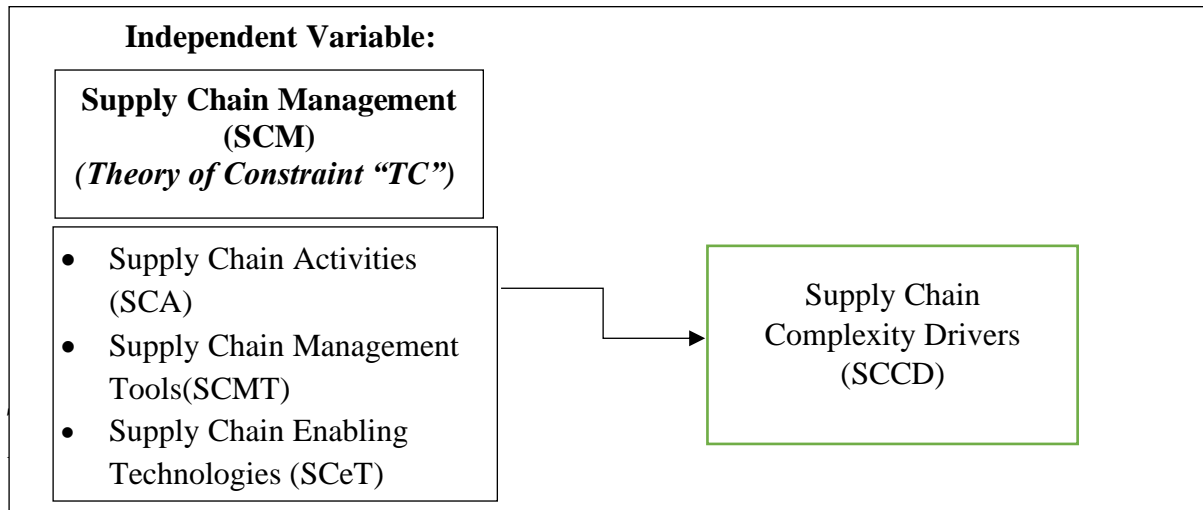 Independent Variable:
Supply Chain Management
(SCM)
(Theory of Constraint “TC”)
• Supply Chain Activities
(SCA)
• Supply Chain Management
Tools(SCMT)
• Supply Chain Enabling
Technologies (SCeT)
Supply Chain
Complexity Drivers
(SCCD)